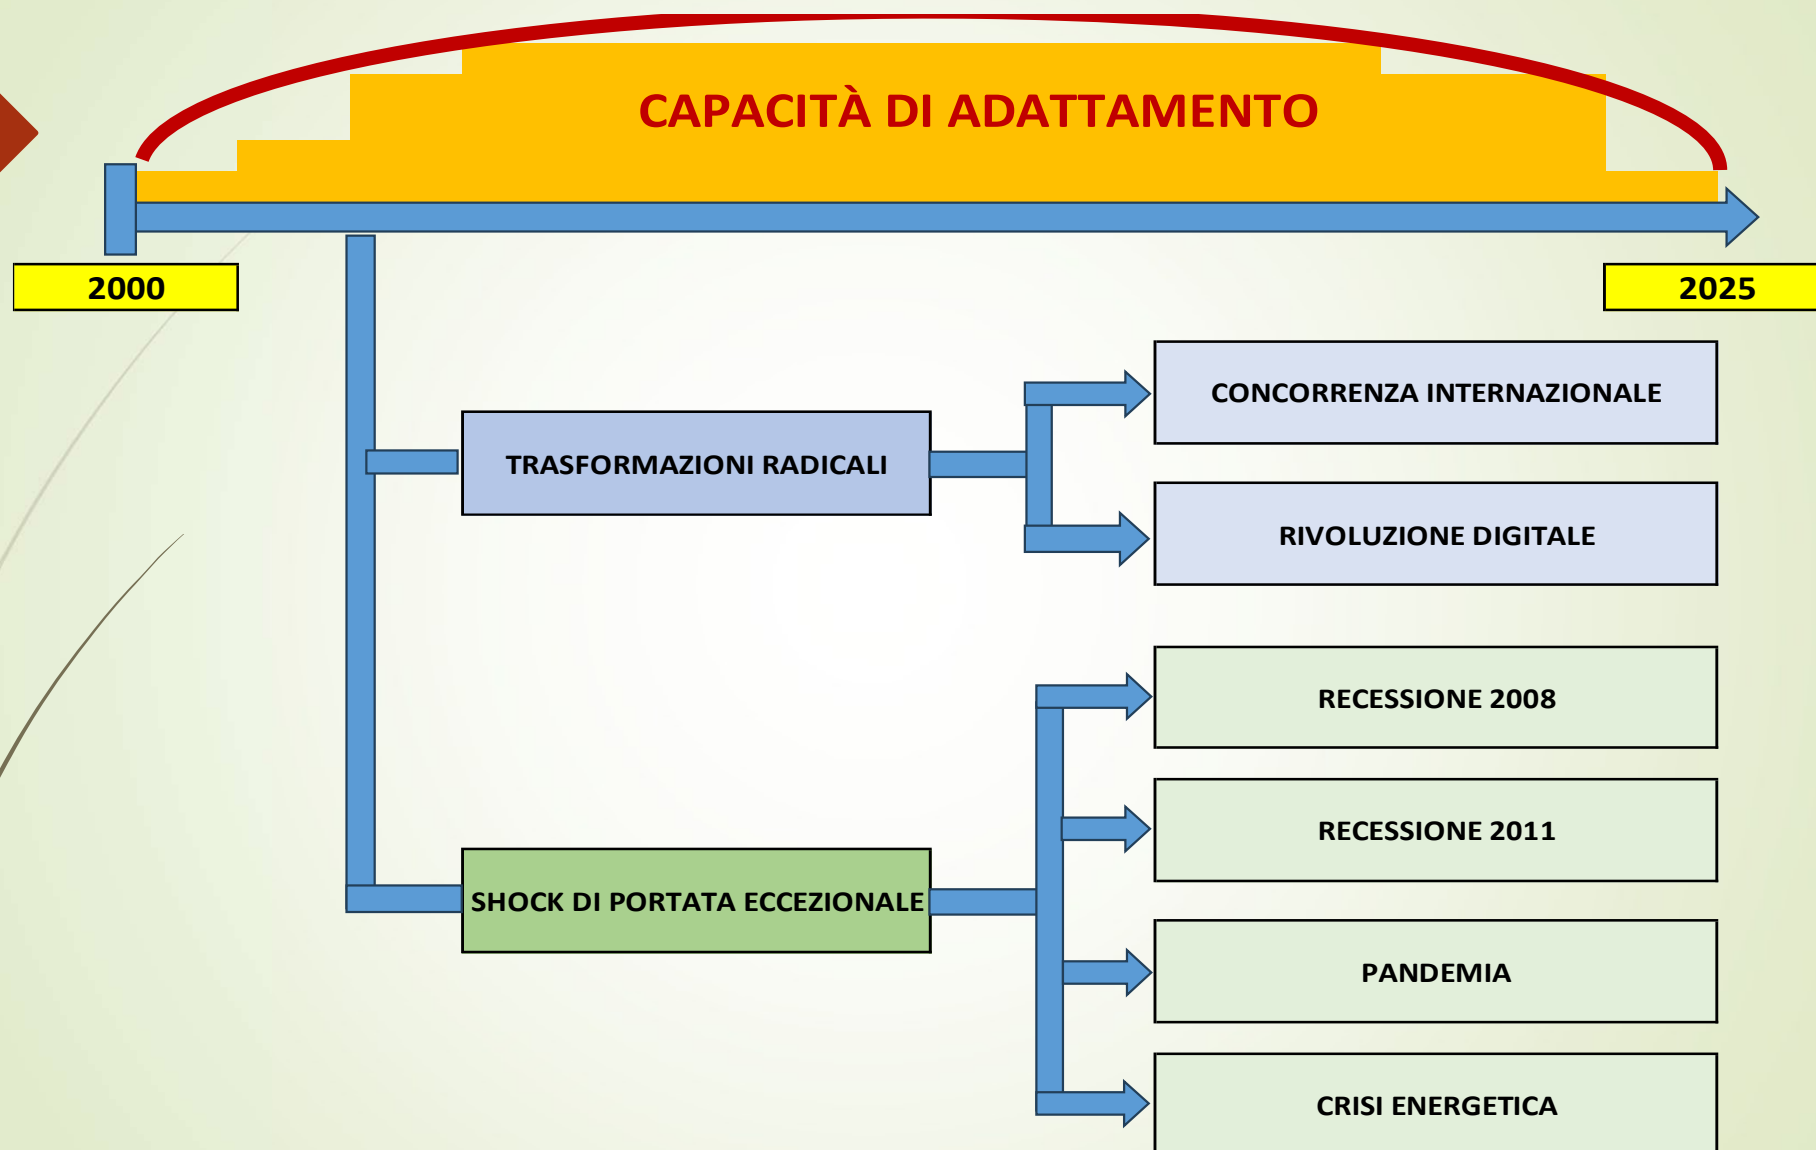 CAPACITÀ DI ADATTAMENTO
2000
2025
CONCORRENZA INTERNAZIONALE
TRASFORMAZIONI RADICALI
RIVOLUZIONE DIGITALE
RECESSIONE 2008
RECESSIONE 2011
SHOCK DI PORTATA ECCEZIONALE
PANDEMIA
CRISI ENERGETICA